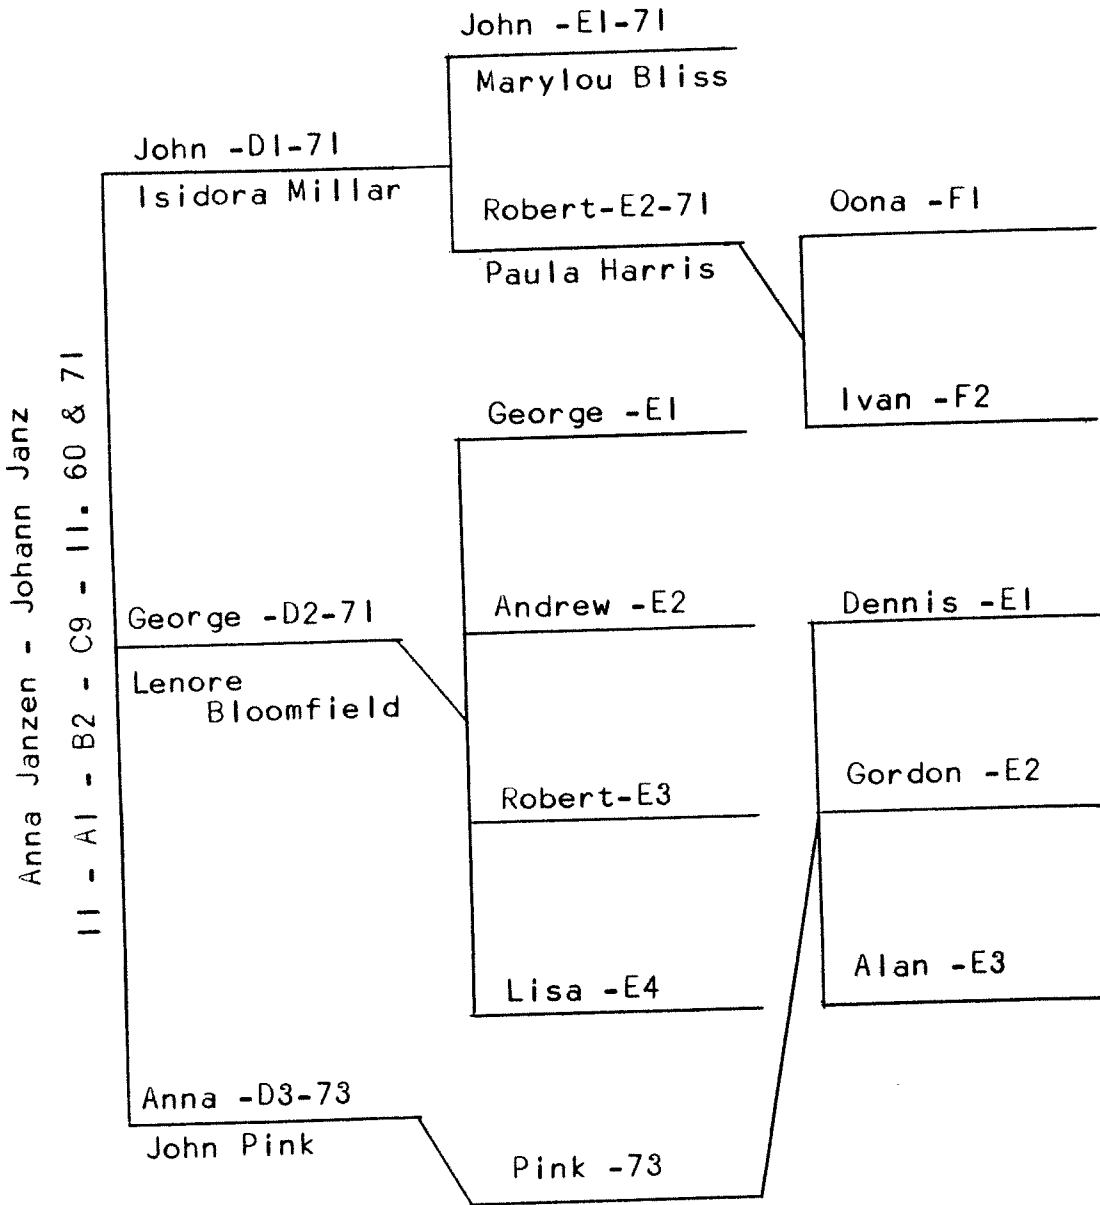 Anna Janzen - Johann Janz
II - AI - B2 - C9 - II. 60 & 71
John -D1-71
Isidora Millar
John -E1-71
Marylou Bliss
Robert-E2-71
Paula Harris
Oona -F1
Ivan -F2
George -D2-71
Lenore
Bloomfield
George -E1
Andrew -E2
Robert-E3
Lisa -E4
Anna -D3-73
John Pink
Pink -73
Dennis -E1
Gordon -E2
Alan -E3